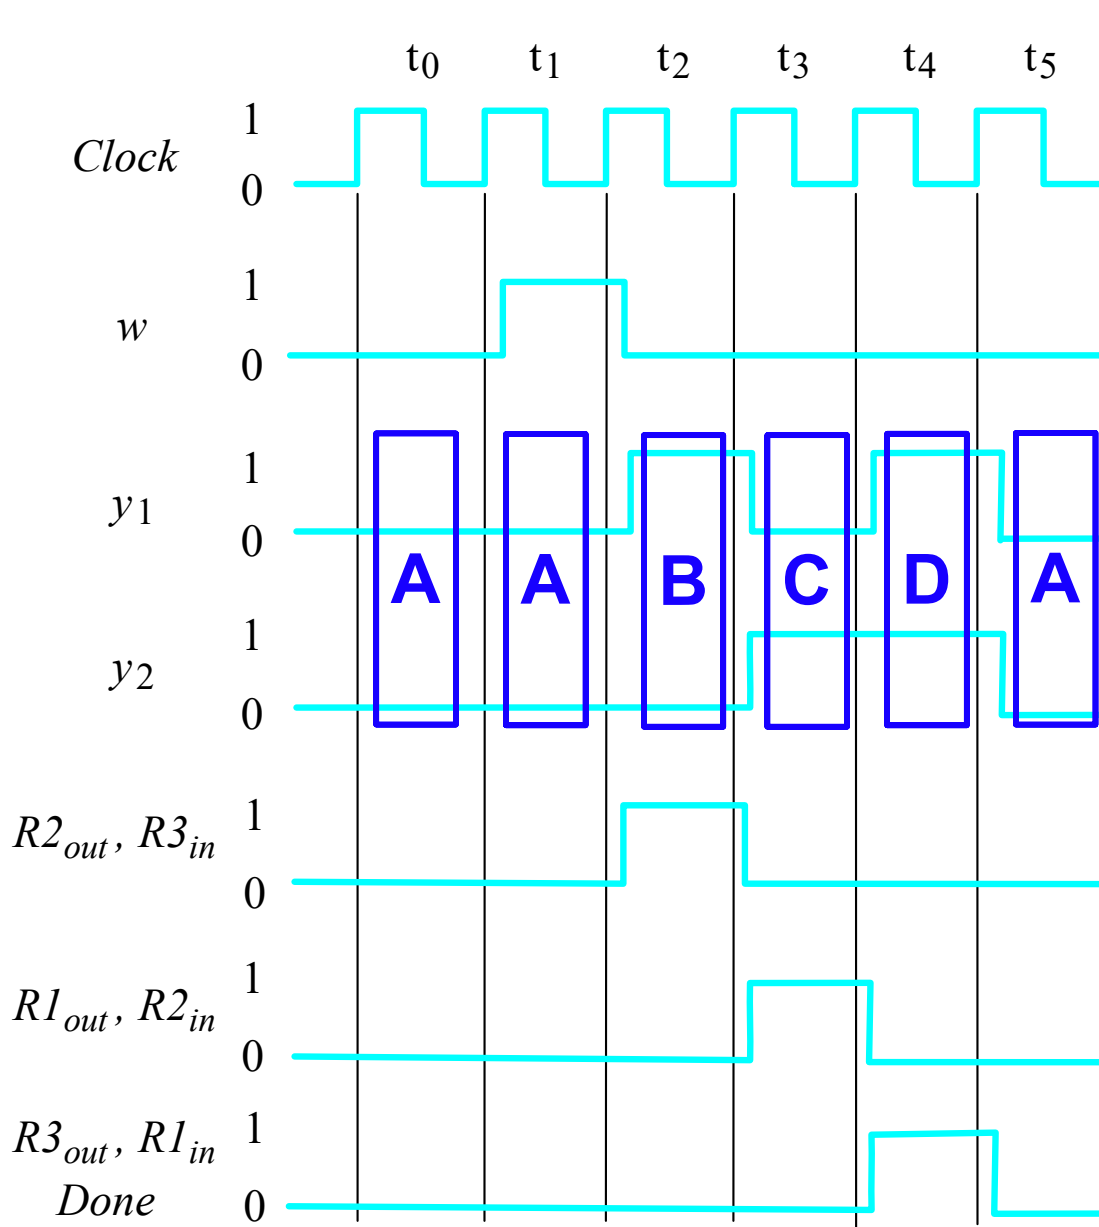 t0 t1 t2 t3 t4 t5
1
Clock
0
1
w
0
1
y1
0
A A B C D A
1
y2
0
1
R2out, R3in
0
1
R1out, R2in
0
1
R3out, R1in
Done
0